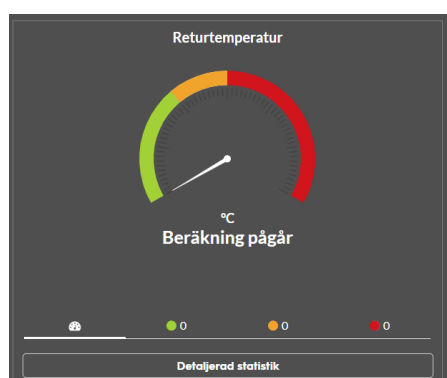 Returtemperatur
°C
Beräkning pågår
0 0 0
Detaljerad statistik